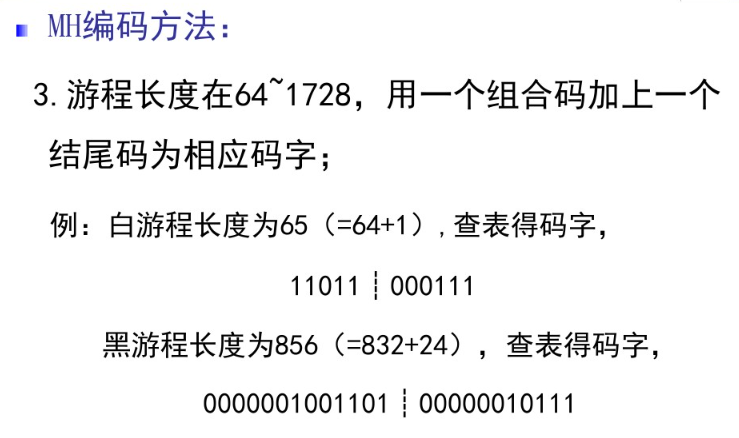 MH编码方法：
3.游程长度在64~1728，用一个组合码加上一个
结尾码为相应码字；
例：白游程长度为65（=64+1）,查表得码字，
11011┊000111
黑游程长度为856（=832+24），查表得码字，
0000001001101┊00000010111